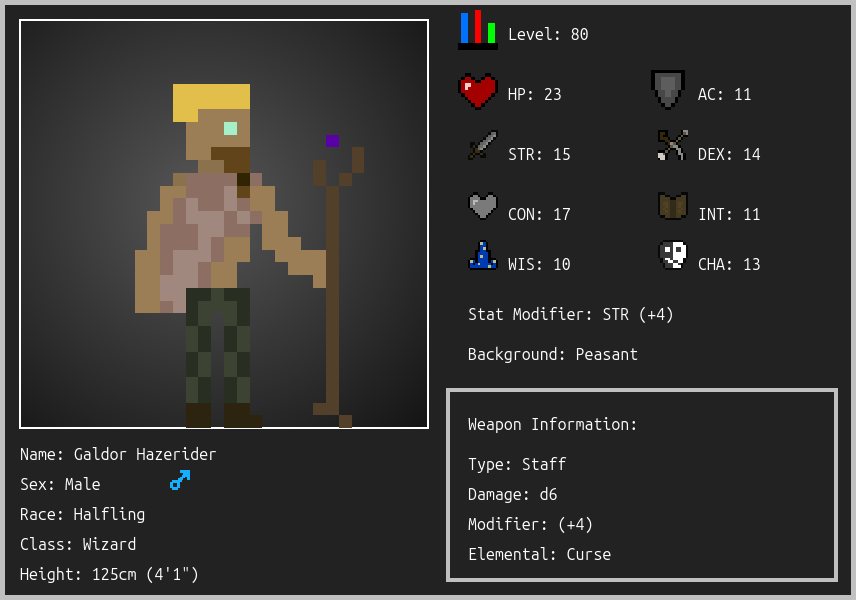 Level: 80
HP: 23
AC: 11
STR: 15
DEX: 14
CON: 17
INT: 11
WIS: 10
CHA: 13
Stat Modifier: STR (+4)
Background: Peasant
Weapon Information:
Type: Staff
Damage: d6
Modifier: (+4)
Elemental: Curse
Name: Galdor Hazerider
Sex: Male
Race: Halfling
Class: Wizard
Height: 125cm (4'1")